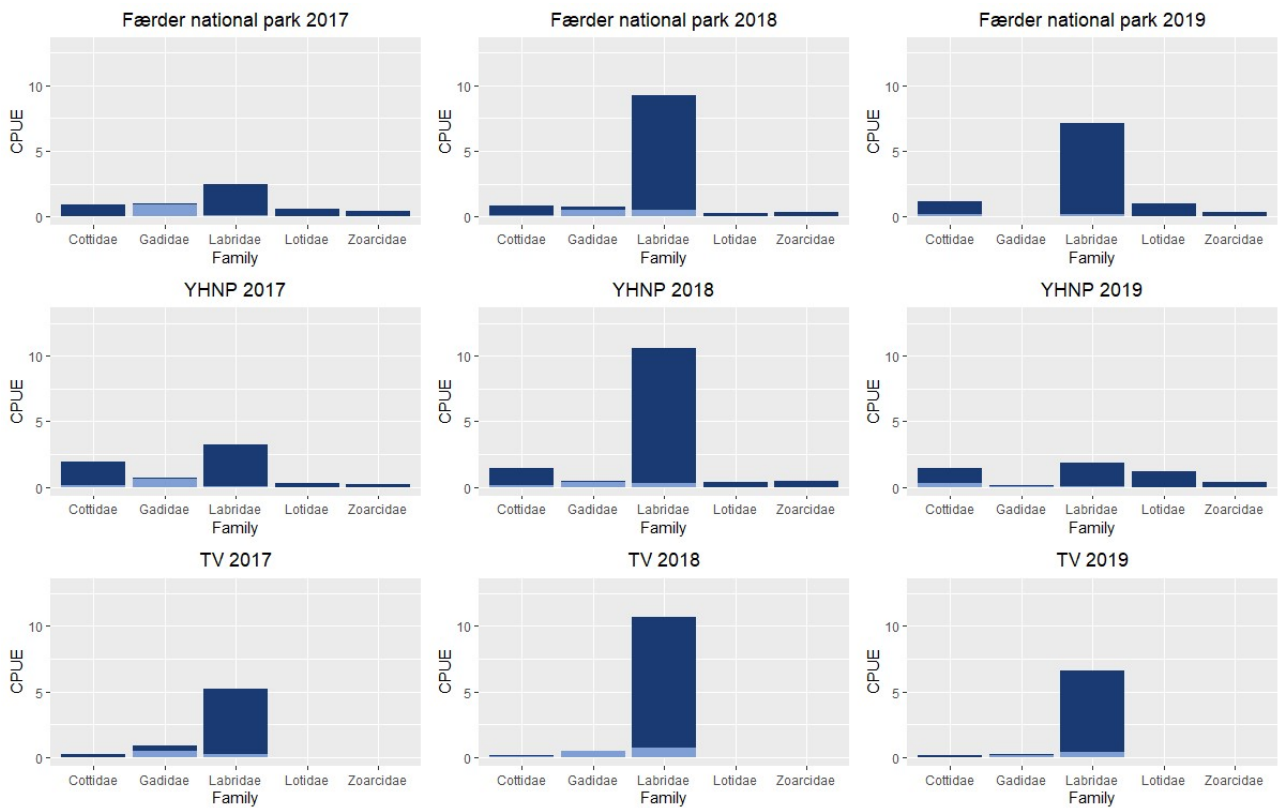 Færder national park 2017
Færder national park 2018
Færder national park 2019
CPUE
10
5
0
Cottidae Gadidae Labridae Lotidae Zoarcidae
Family
CPUE
10
5
0
Cottidae Gadidae Labridae Lotidae Zoarcidae
Family
CPUE
10
5
0
Cottidae Gadidae Labridae Lotidae Zoarcidae
Family
YHNP 2017
YHNP 2018
YHNP 2019
CPUE
10
5
0
Cottidae Gadidae Labridae Lotidae Zoarcidae
Family
CPUE
10
5
0
Cottidae Gadidae Labridae Lotidae Zoarcidae
Family
CPUE
10
5
0
Cottidae Gadidae Labridae Lotidae Zoarcidae
Family
TV 2017
TV 2018
TV 2019
CPUE
10
5
0
Cottidae Gadidae Labridae Lotidae Zoarcidae
Family
CPUE
10
5
0
Cottidae Gadidae Labridae Lotidae Zoarcidae
Family
CPUE
10
5
0
Cottidae Gadidae Labridae Lotidae Zoarcidae
Family